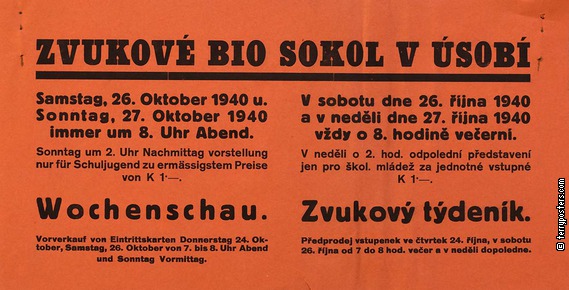 ZVUKOVÉ BIO SOKOL V ÚSOBÍ
Samstag, 26. Oktober 1940 u.
Sonntag, 27. Oktober 1940
immer um 8. Uhr Abend.
Sonntag um 2. Uhr Nachmittag vorstellung
nur für Schuljugend zu ermässigstem Preise
von K 1·—.
Wochenschau.
Vorverkauf von Eintrittskarten Donnerstag 24. Ok-
tober, Samstag, 26. Oktober von 7. bis 8. Uhr Abend
und Sonntag Vormittag.
V sobotu dne 26. října 1940
a v neděli dne 27. října 1940
vždy o 8. hodině večerní.
V neděli o 2. hod. odpolední představení
jen pro škol. mládež za jednotné vstupné
K 1·—.
Zvukový týdeník.
Předprodej vstupenek ve čtvrtek 24. října, v sobotu
26. října od 7 do 8 hod. večer a v neděli dopoledne.
© terryposters.com